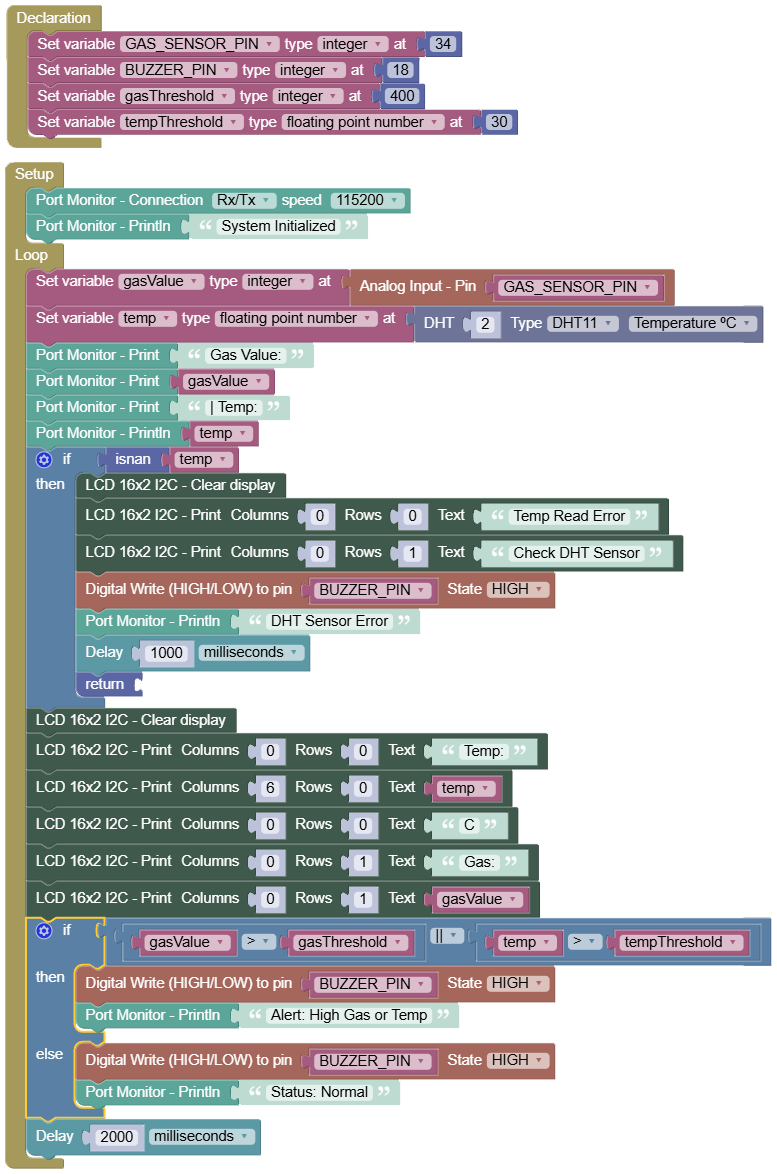 Declaration
Set variable GAS_SENSOR_PIN type integer at 34
Set variable BUZZER_PIN type integer at 18
Set variable gasThreshold type integer at 400
Set variable tempThreshold type floating point number at 30
Setup
Port Monitor - Connection Rx/Tx speed 115200
Port Monitor - Println “ System Initialized ”
Loop
Set variable gasValue type integer at Analog Input - Pin GAS_SENSOR_PIN
Set variable temp type floating point number at DHT 2 Type DHT11 Temperature ºC
Port Monitor - Print “ Gas Value: ”
Port Monitor - Print gasValue
Port Monitor - Print “ | Temp: ”
Port Monitor - Println temp
if isnan temp
then LCD 16x2 I2C - Clear display
LCD 16x2 I2C - Print Columns 0 Rows 0 Text “ Temp Read Error ”
LCD 16x2 I2C - Print Columns 0 Rows 1 Text “ Check DHT Sensor ”
Digital Write (HIGH/LOW) to pin BUZZER_PIN State HIGH
Port Monitor - Println “ DHT Sensor Error ”
Delay 1000 milliseconds
return
LCD 16x2 I2C - Clear display
LCD 16x2 I2C - Print Columns 0 Rows 0 Text “ Temp: ”
LCD 16x2 I2C - Print Columns 6 Rows 0 Text temp
LCD 16x2 I2C - Print Columns 0 Rows 0 Text “ C ”
LCD 16x2 I2C - Print Columns 0 Rows 1 Text “ Gas: ”
LCD 16x2 I2C - Print Columns 0 Rows 1 Text gasValue
if gasValue > gasThreshold || temp > tempThreshold
then Digital Write (HIGH/LOW) to pin BUZZER_PIN State HIGH
Port Monitor - Println “ Alert: High Gas or Temp ”
else Digital Write (HIGH/LOW) to pin BUZZER_PIN State HIGH
Port Monitor - Println “ Status: Normal ”
Delay 2000 milliseconds